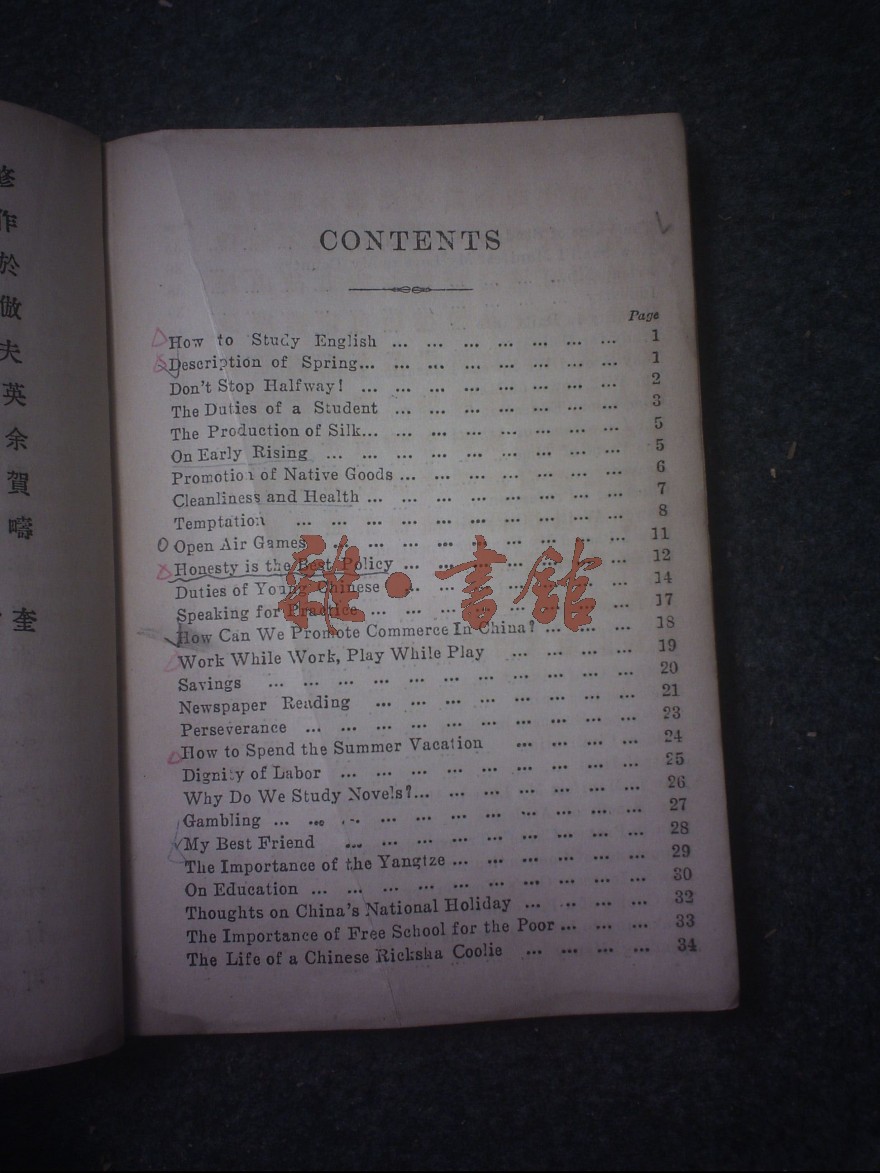 CONTENTS
Page
How to Study English ... ... ... ... ... ... ... 1
Description of Spring... ... ... ... ... ... ... ... 1
Don't Stop Halfway! ... ... ... ... ... ... ... ... 2
The Duties of a Student ... ... ... ... ... ... ... 3
The Production of Silk... ... ... ... ... ... ... ... 5
On Early Rising ... ... ... ... ... ... ... ... ... 5
Promotion of Native Goods ... ... ... ... ... ... ... 6
Cleanliness and Health ... ... ... ... ... ... ... ... 7
Temptation ... ... ... ... ... ... ... ... ... ... 8
Open Air Games ... ... ... ... ... ... ... ... ... 11
Honesty is the Best Policy ... ... ... ... ... ... ... 12
Duties of Young Chinese ... ... ... ... ... ... ... 14
Speaking for Practice ... ... ... ... ... ... ... ... 17
How Can We Promote Commerce In China? ... ... ... 18
Work While Work, Play While Play ... ... ... ... 19
Savings ... ... ... ... ... ... ... ... ... ... ... 20
Newspaper Reading ... ... ... ... ... ... ... ... 21
Perseverance ... ... ... ... ... ... ... ... ... ... 23
How to Spend the Summer Vacation ... ... ... ... 24
Dignity of Labor ... ... ... ... ... ... ... ... ... 25
Why Do We Study Novels?... ... ... ... ... ... ... 26
Gambling ... ... ... ... ... ... ... ... ... ... ... 27
My Best Friend ... ... ... ... ... ... ... ... ... 28
The Importance of the Yangtze ... ... ... ... ... ... 29
On Education ... ... ... ... ... ... ... ... ... ... 30
Thoughts on China's National Holiday ... ... ... ... 32
The Importance of Free School for the Poor ... ... ... ... 33
The Life of a Chinese Ricksha Coolie ... ... ... ... 34
雜·書館
修作於做夫英余賀嚋
奎